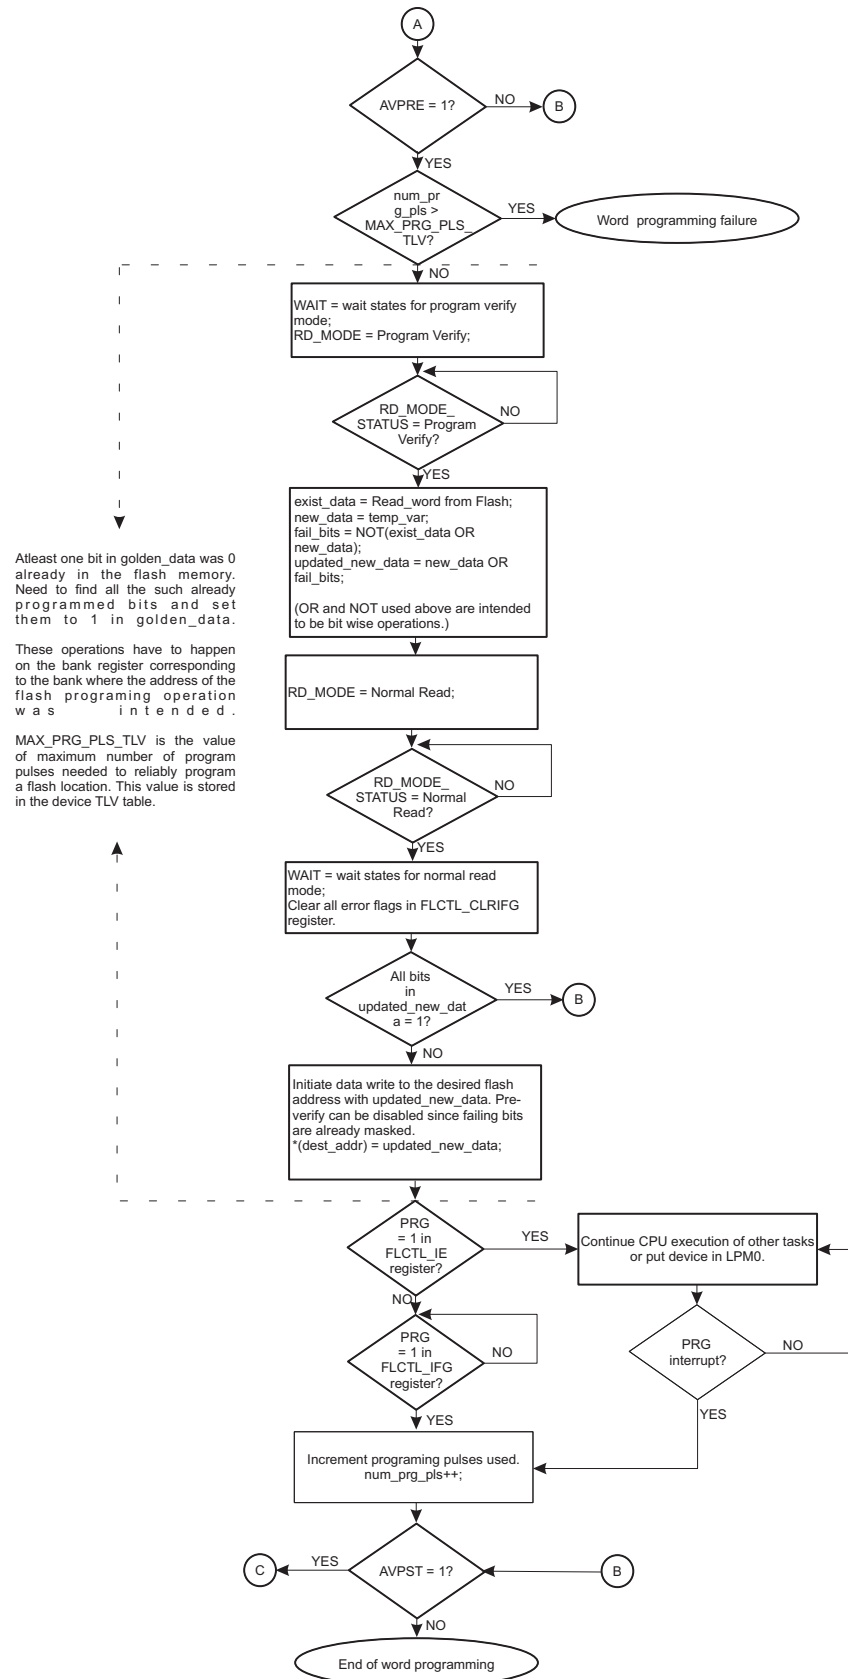 A
AVPRE = 1?
NO
B
YES
num_pr
g_pls >
MAX_PRG_PLS_
TLV?
YES
Word programming failure
NO
WAIT = wait states for program verify
mode;
RD_MODE = Program Verify;
RD_MODE_
STATUS = Program
Verify?
NO
YES
exist_data = Read_word from Flash;
new_data = temp_var;
fail_bits = NOT(exist_data OR
new_data);
updated_new_data = new_data OR
fail_bits;
(OR and NOT used above are intended
to be bit wise operations.)
Atleast one bit in golden_data was 0
already in the flash memory.
Need to find all the such already
programmed bits and set
them to 1 in golden_data.
These operations have to happen
on the bank register corresponding
to the bank where the address of the
flash programing operation
was intended.
MAX_PRG_PLS_TLV is the value
of maximum number of program
pulses needed to reliably program
a flash location. This value is stored
in the device TLV table.
RD_MODE = Normal Read;
RD_MODE_
STATUS = Normal
Read?
NO
YES
WAIT = wait states for normal read
mode;
Clear all error flags in FLCTL_CLRIFG
register.
All bits
in
updated_new_dat
a = 1?
YES
B
NO
Initiate data write to the desired flash
address with updated_new_data. Pre-
verify can be disabled since failing bits
are already masked.
*(dest_addr) = updated_new_data;
PRG
= 1 in
FLCTL_IE
register?
YES
Continue CPU execution of other tasks
or put device in LPM0.
NO
PRG
= 1 in
FLCTL_IFG
register?
NO
PRG
interrupt?
NO
YES
YES
Increment programing pulses used.
num_prg_pls++;
C
YES
AVPST = 1?
B
NO
End of word programming